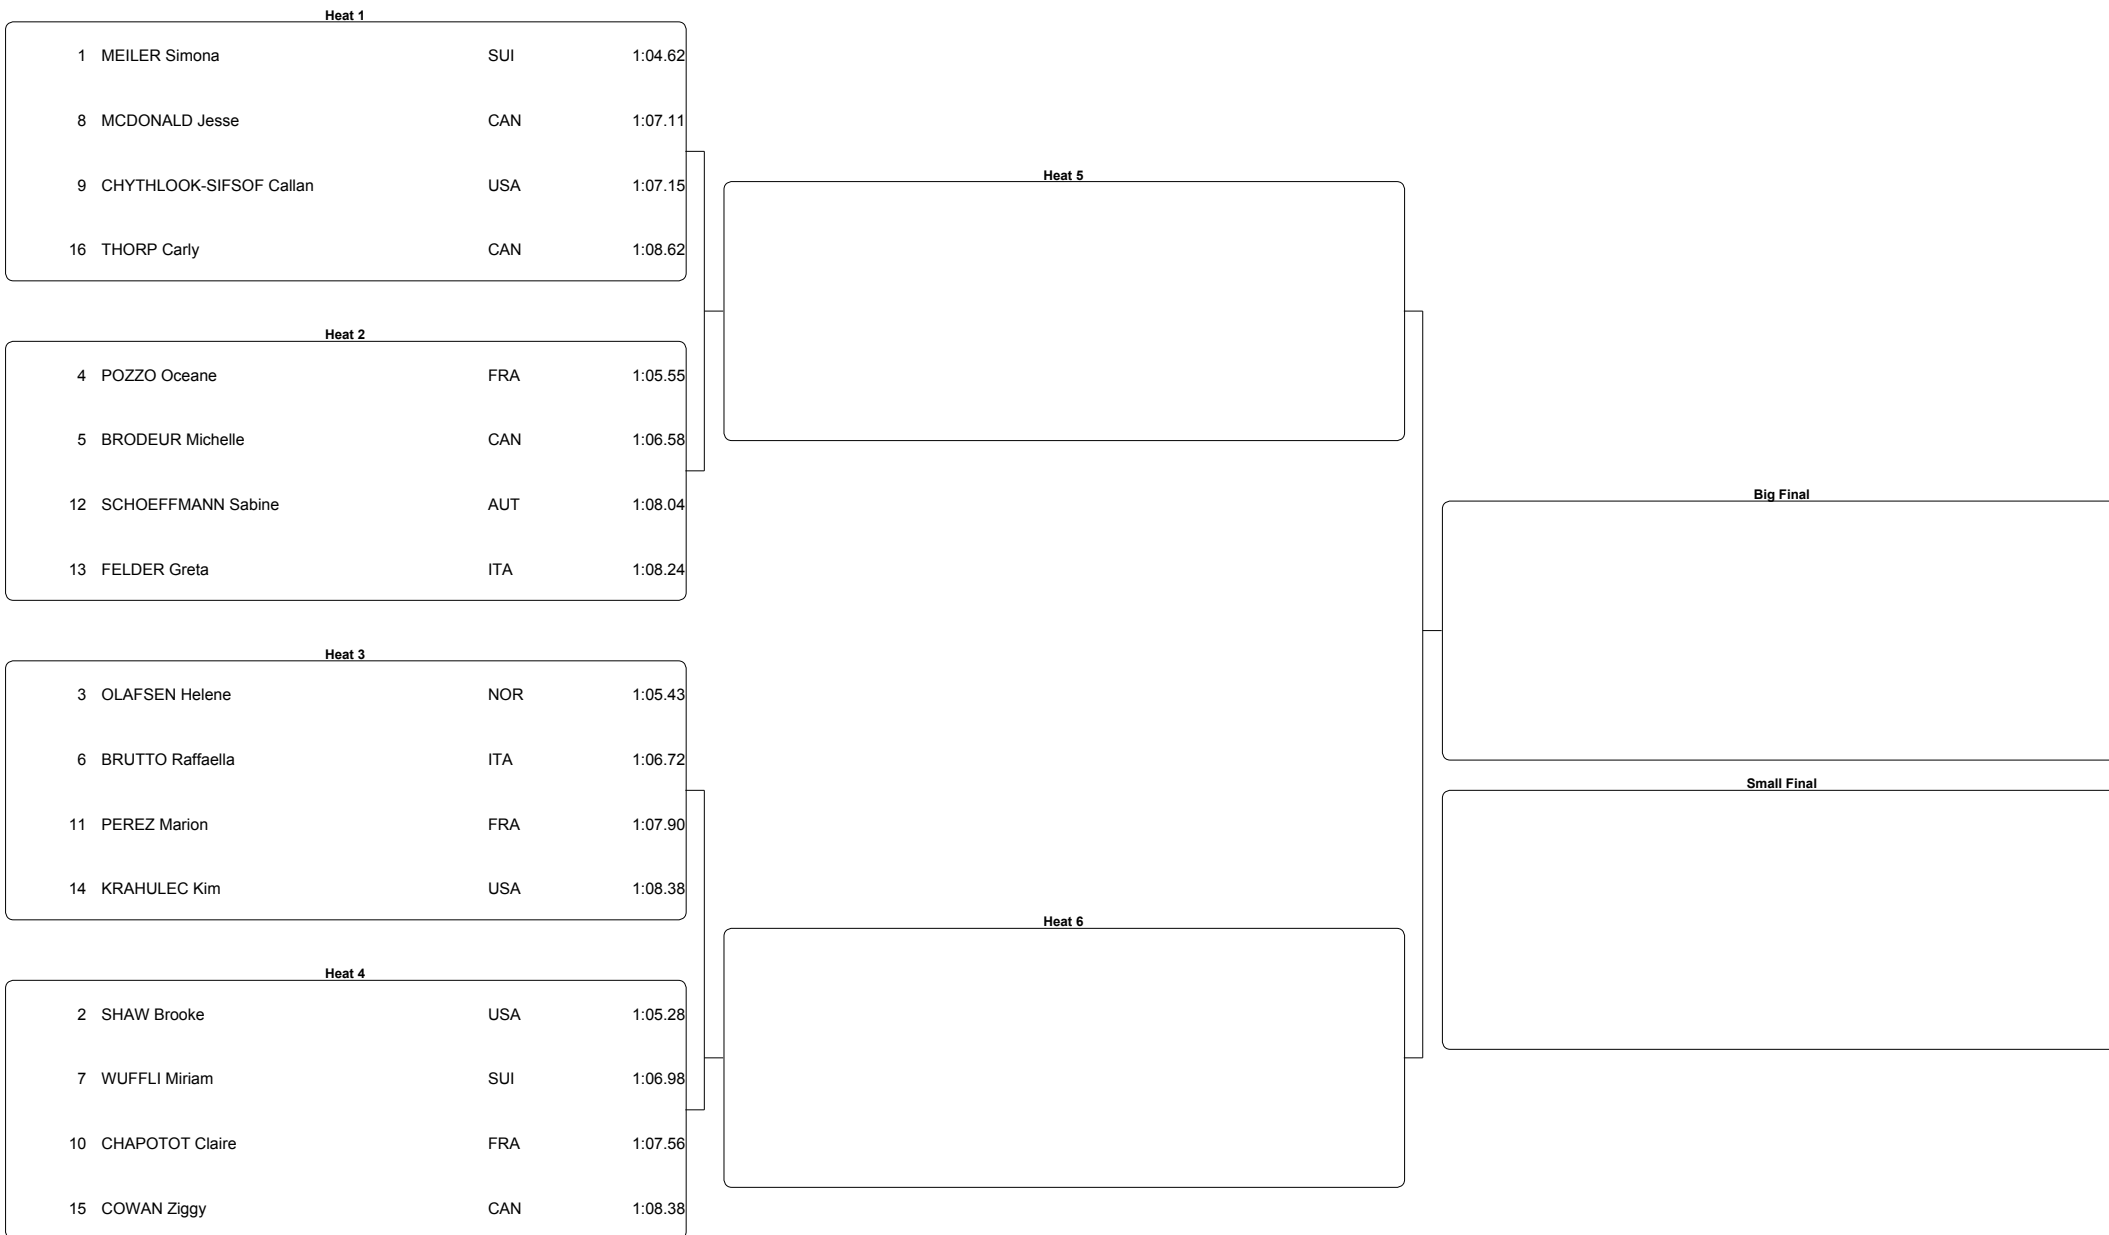 Heat 1
1 MEILER Simona SUI 1:04.62
8 MCDONALD Jesse CAN 1:07.11
9 CHYTHLOOK-SIFSOF Callan USA 1:07.15
16 THORP Carly CAN 1:08.62
Heat 2
4 POZZO Oceane FRA 1:05.55
5 BRODEUR Michelle CAN 1:06.58
12 SCHOEFFMANN Sabine AUT 1:08.04
13 FELDER Greta ITA 1:08.24
Heat 3
3 OLAFSEN Helene NOR 1:05.43
6 BRUTTO Raffaella ITA 1:06.72
11 PEREZ Marion FRA 1:07.90
14 KRAHULEC Kim USA 1:08.38
Heat 4
2 SHAW Brooke USA 1:05.28
7 WUFFLI Miriam SUI 1:06.98
10 CHAPOTOT Claire FRA 1:07.56
15 COWAN Ziggy CAN 1:08.38
Heat 5
Heat 6
Big Final
Small Final